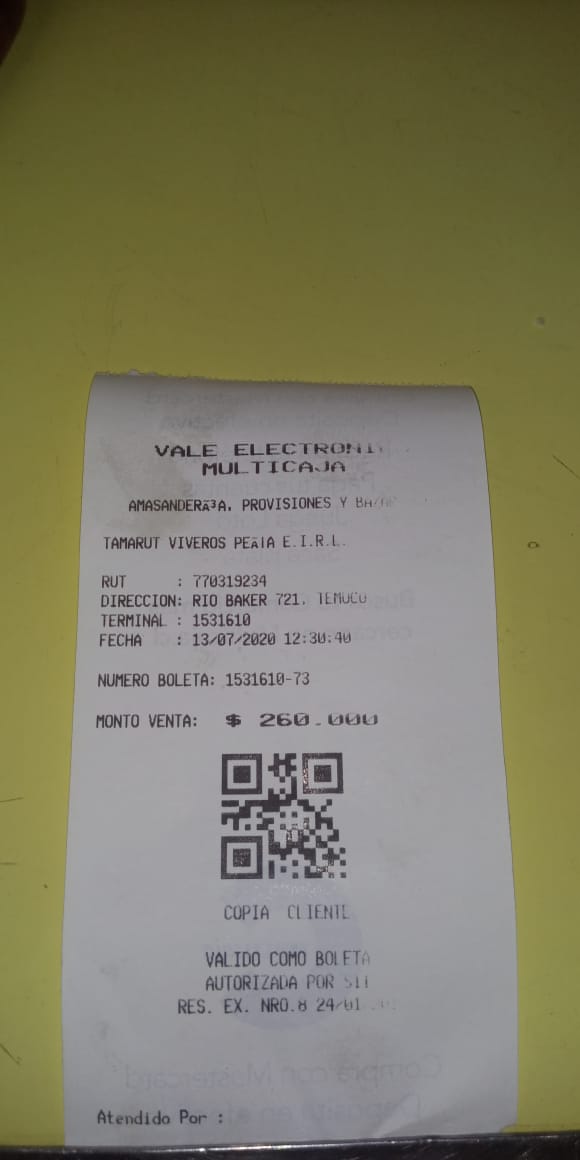 VALE ELECTRONI
MULTICAJA
AMASANDERÃ³A, PROVISIONES Y BAZAR
TAMARUT VIVEROS PEÃIA E.I.R.L.
RUT : 770319234
DIRECCION: RIO BAKER 721, TEMUCO
TERMINAL : 1531610
FECHA : 13/07/2020 12:30:40
NUMERO BOLETA: 1531610-73
MONTO VENTA: $ 260.000
COPIA CLIENTE
VALIDO COMO BOLETA
AUTORIZADA POR SII
RES. EX. NRO.8 24/01
Atendido Por :